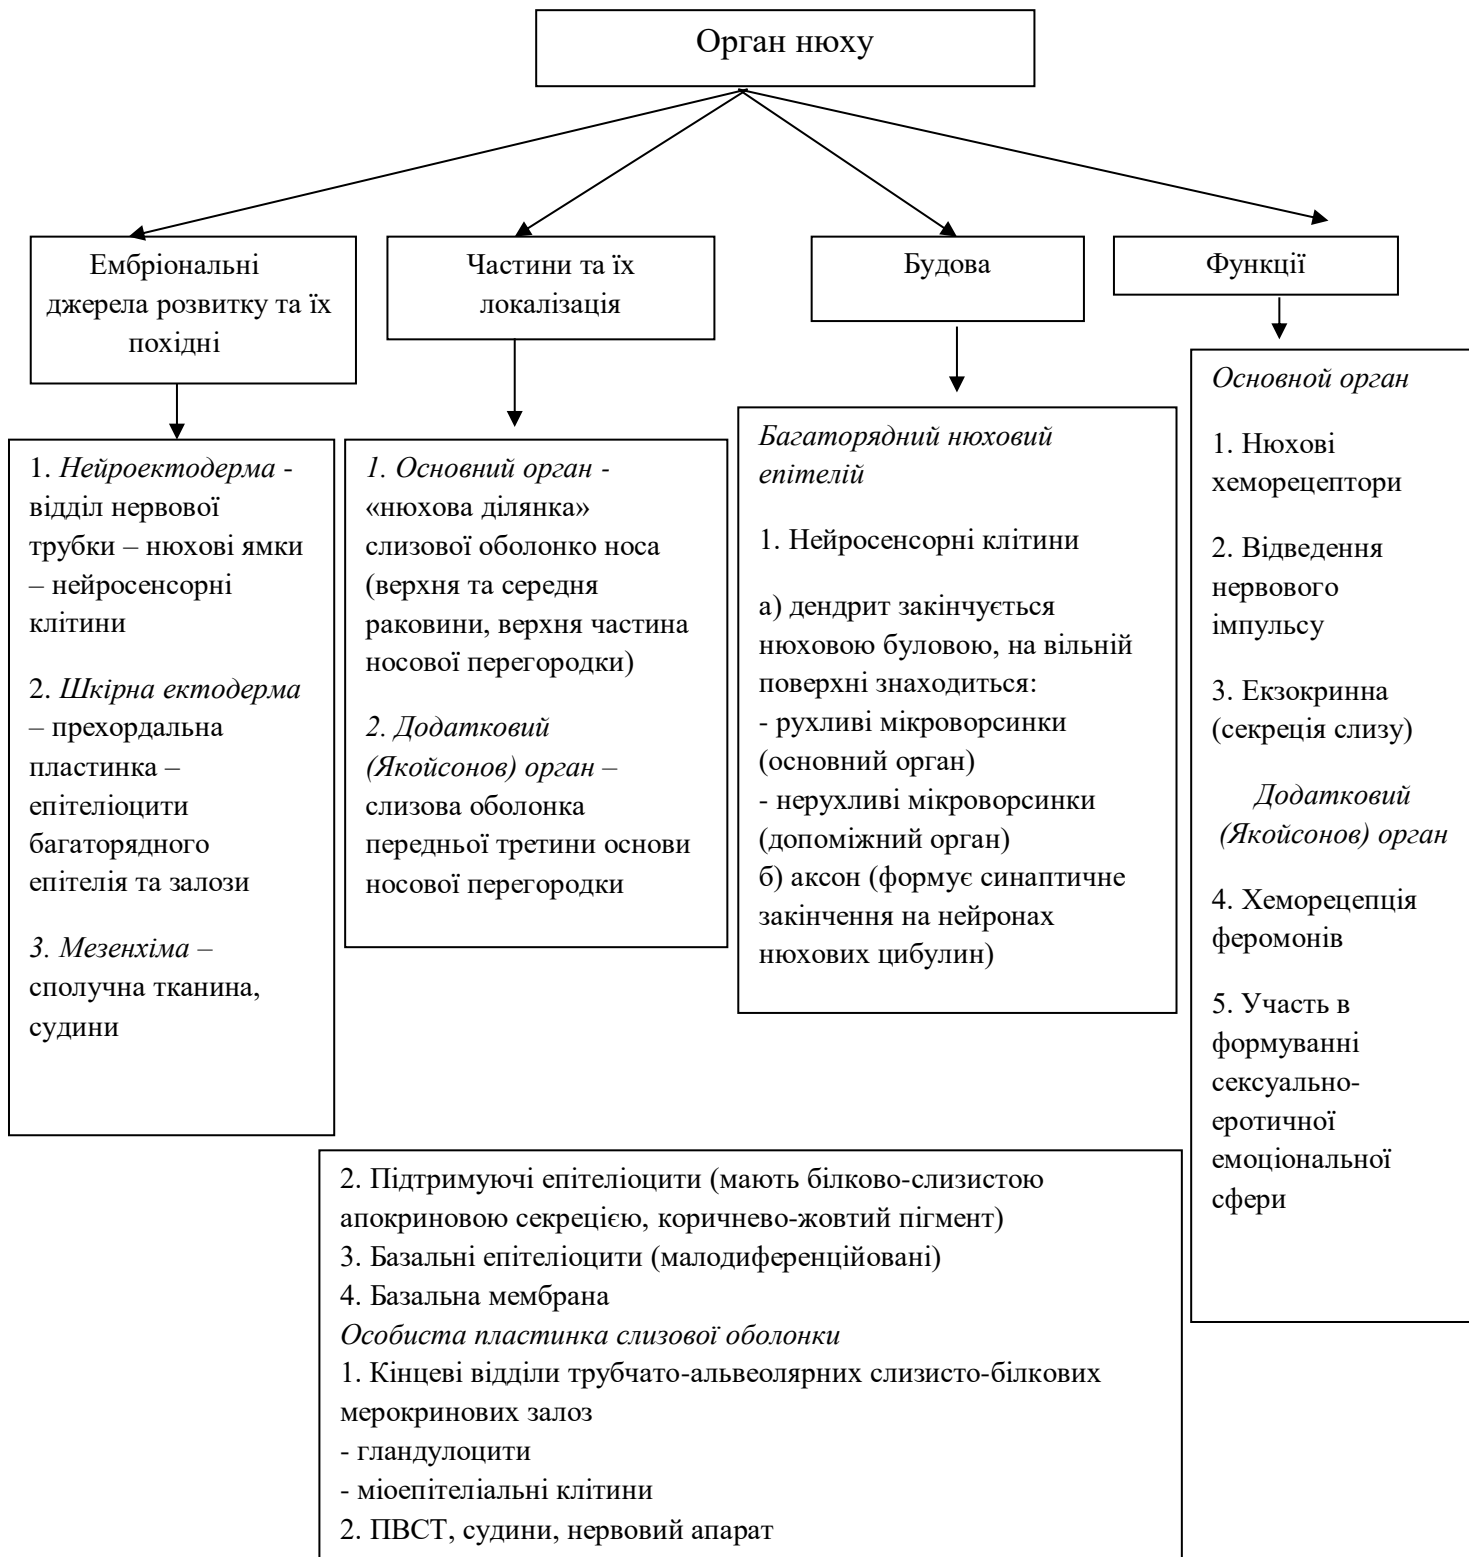 Орган нюху
Ембріональні
джерела розвитку та їх
похідні
Частини та їх
локалізація
Будова
Функції
1. Нейроектодерма -
відділ нервової
трубки – нюхові ямки
– нейросенсорні
клітини
2. Шкірна ектодерма
– прехордальна
пластинка –
епітеліоцити
багаторядного
епітелія та залози
3. Мезенхіма –
сполучна тканина,
судини
1. Основний орган -
«нюхова ділянка»
слизової оболонко носа
(верхня та середня
раковини, верхня частина
носової перегородки)
2. Додатковий
(Якойсонов) орган –
слизова оболонка
передньої третини основи
носової перегородки
Багаторядний нюховий
епітелій
1. Нейросенсорні клітини
а) дендрит закінчується
нюховою буловою, на вільній
поверхні знаходиться:
- рухливі мікроворсинки
(основний орган)
- нерухливі мікроворсинки
(допоміжний орган)
б) аксон (формує синаптичне
закінчення на нейронах
нюхових цибулин)
Основной орган
1. Нюхові
хеморецептори
2. Відведення
нервового
імпульсу
3. Екзокринна
(секреція слизу)
Додатковий
(Якойсонов) орган
4. Хеморецепція
феромонів
5. Участь в
формуванні
сексуально-
еротичної
емоціональної
сфери
2. Підтримуючі епітеліоцити (мають білково-слизистою
апокриновою секрецією, коричнево-жовтий пігмент)
3. Базальні епітеліоцити (малодиференційовані)
4. Базальна мембрана
Особиста пластинка слизової оболонки
1. Кінцеві відділи трубчато-альвеолярних слизисто-білкових
мерокринових залоз
- гландулоцити
- міоепітеліальні клітини
2. ПВСТ, судини, нервовий апарат